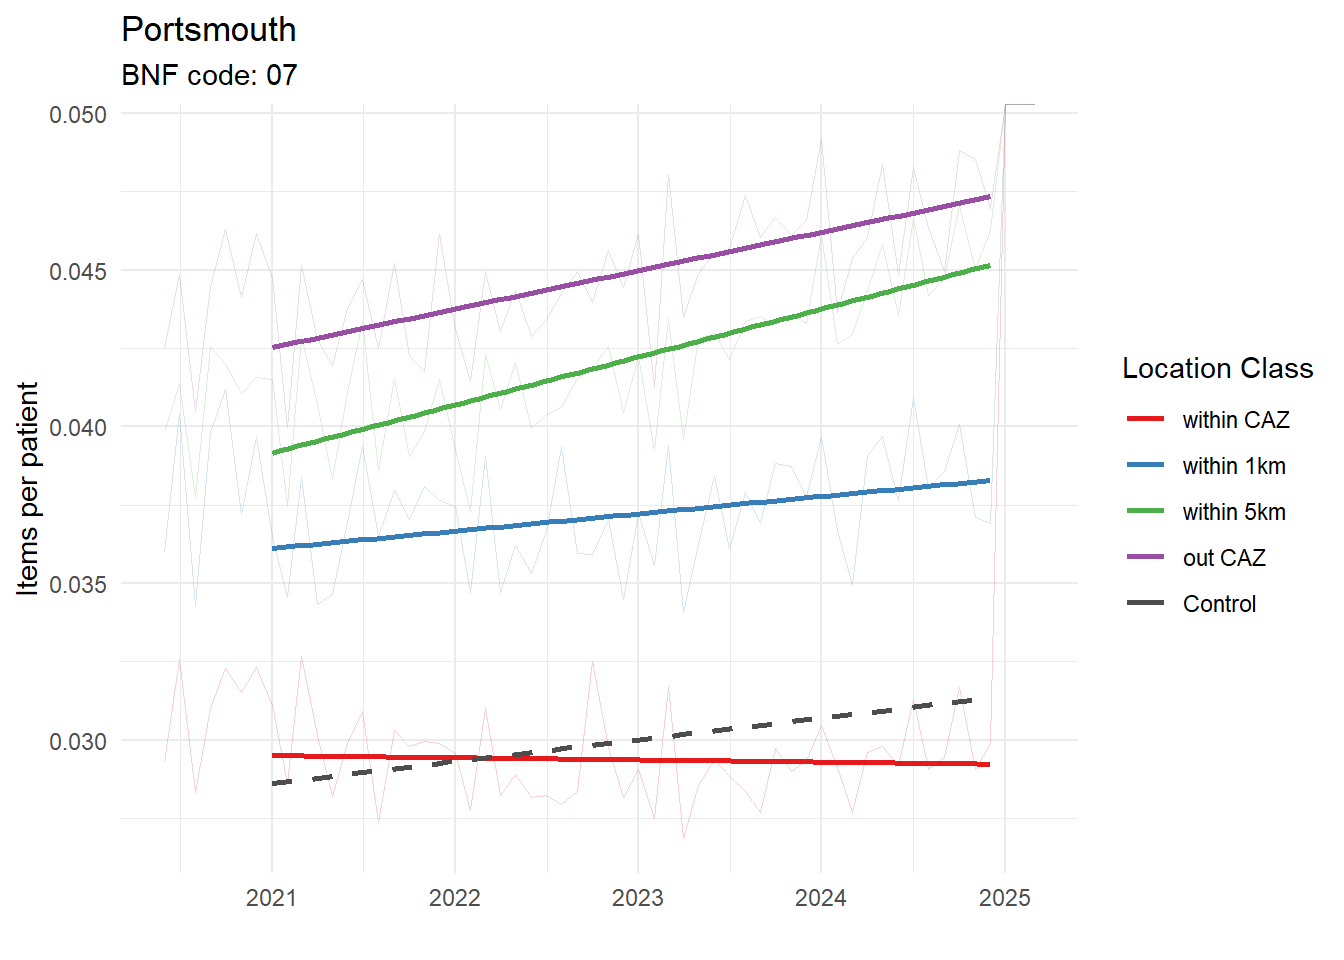 Portsmouth
BNF code: 07
Items per patient
0.050
0.045
0.040
0.035
0.030
2021
2022
2023
2024
2025
Location Class
within CAZ
within 1km
within 5km
out CAZ
Control